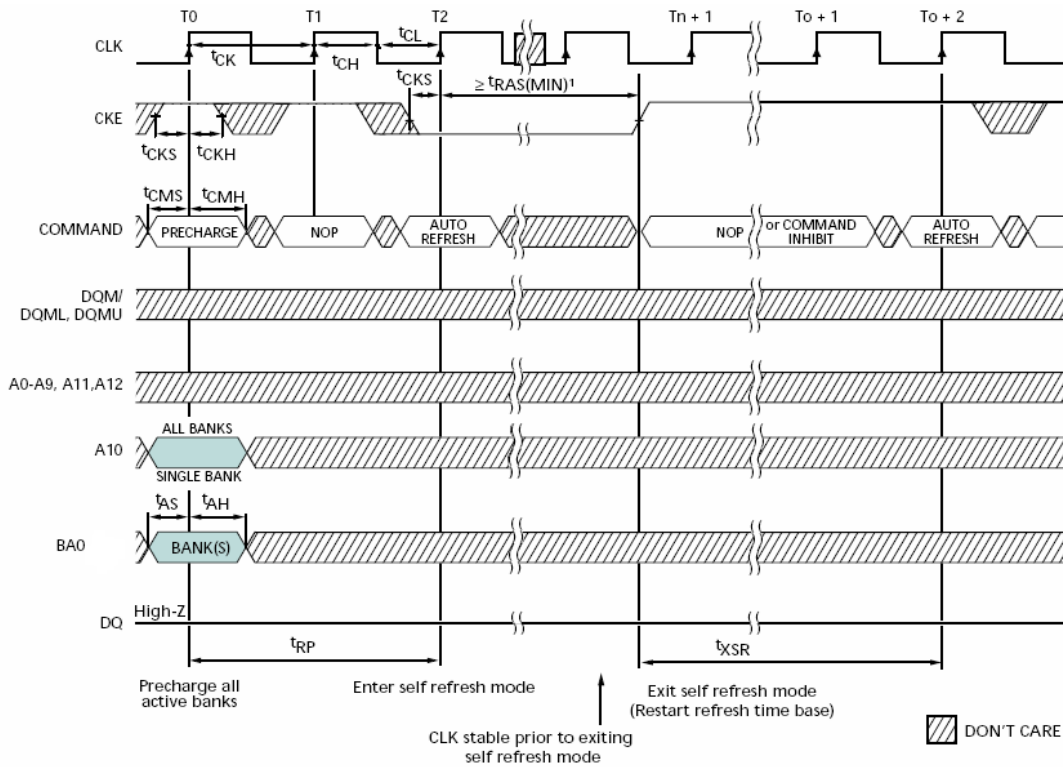 T0 T1 T2 Tn + 1 To + 1 To + 2
CLK
tCK tCH tCL
tCKS ≥ tRAS(MIN)¹
CKE
tCKS tCKH
tCMS tCMH
COMMAND PRECHARGE NOP AUTO REFRESH NOP or COMMAND INHIBIT AUTO REFRESH
DQM/
DQML, DQMU
A0-A9, A11,A12
ALL BANKS
A10
SINGLE BANK
tAS tAH
BA0 BANK(S)
High-Z
DQ
tRP tXSR
Precharge all
active banks
Enter self refresh mode
CLK stable prior to exiting
self refresh mode
Exit self refresh mode
(Restart refresh time base)
DON'T CARE